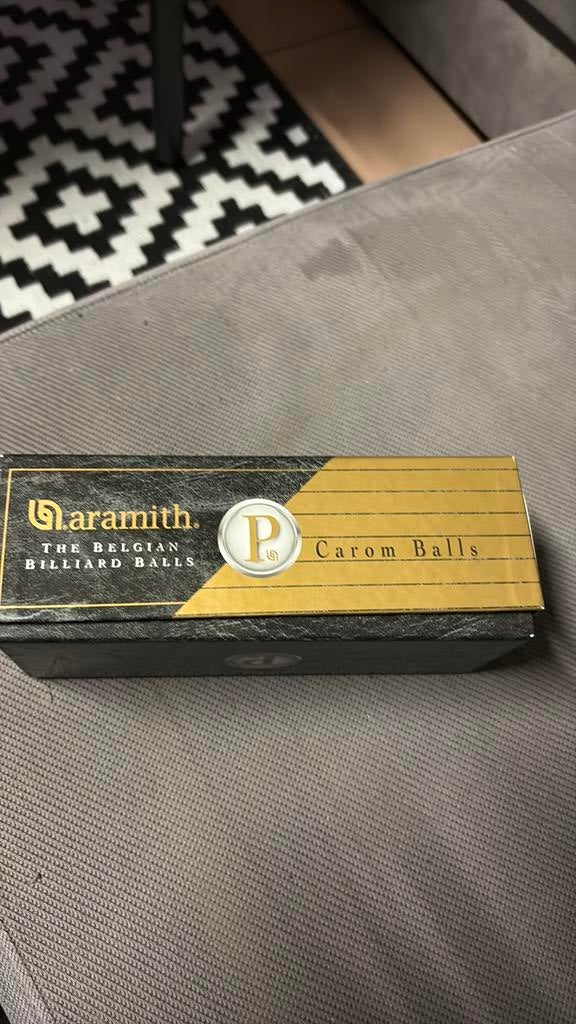 aramith®
THE BELGIAN
BILLIARD BALLS
P
Carom Balls
P